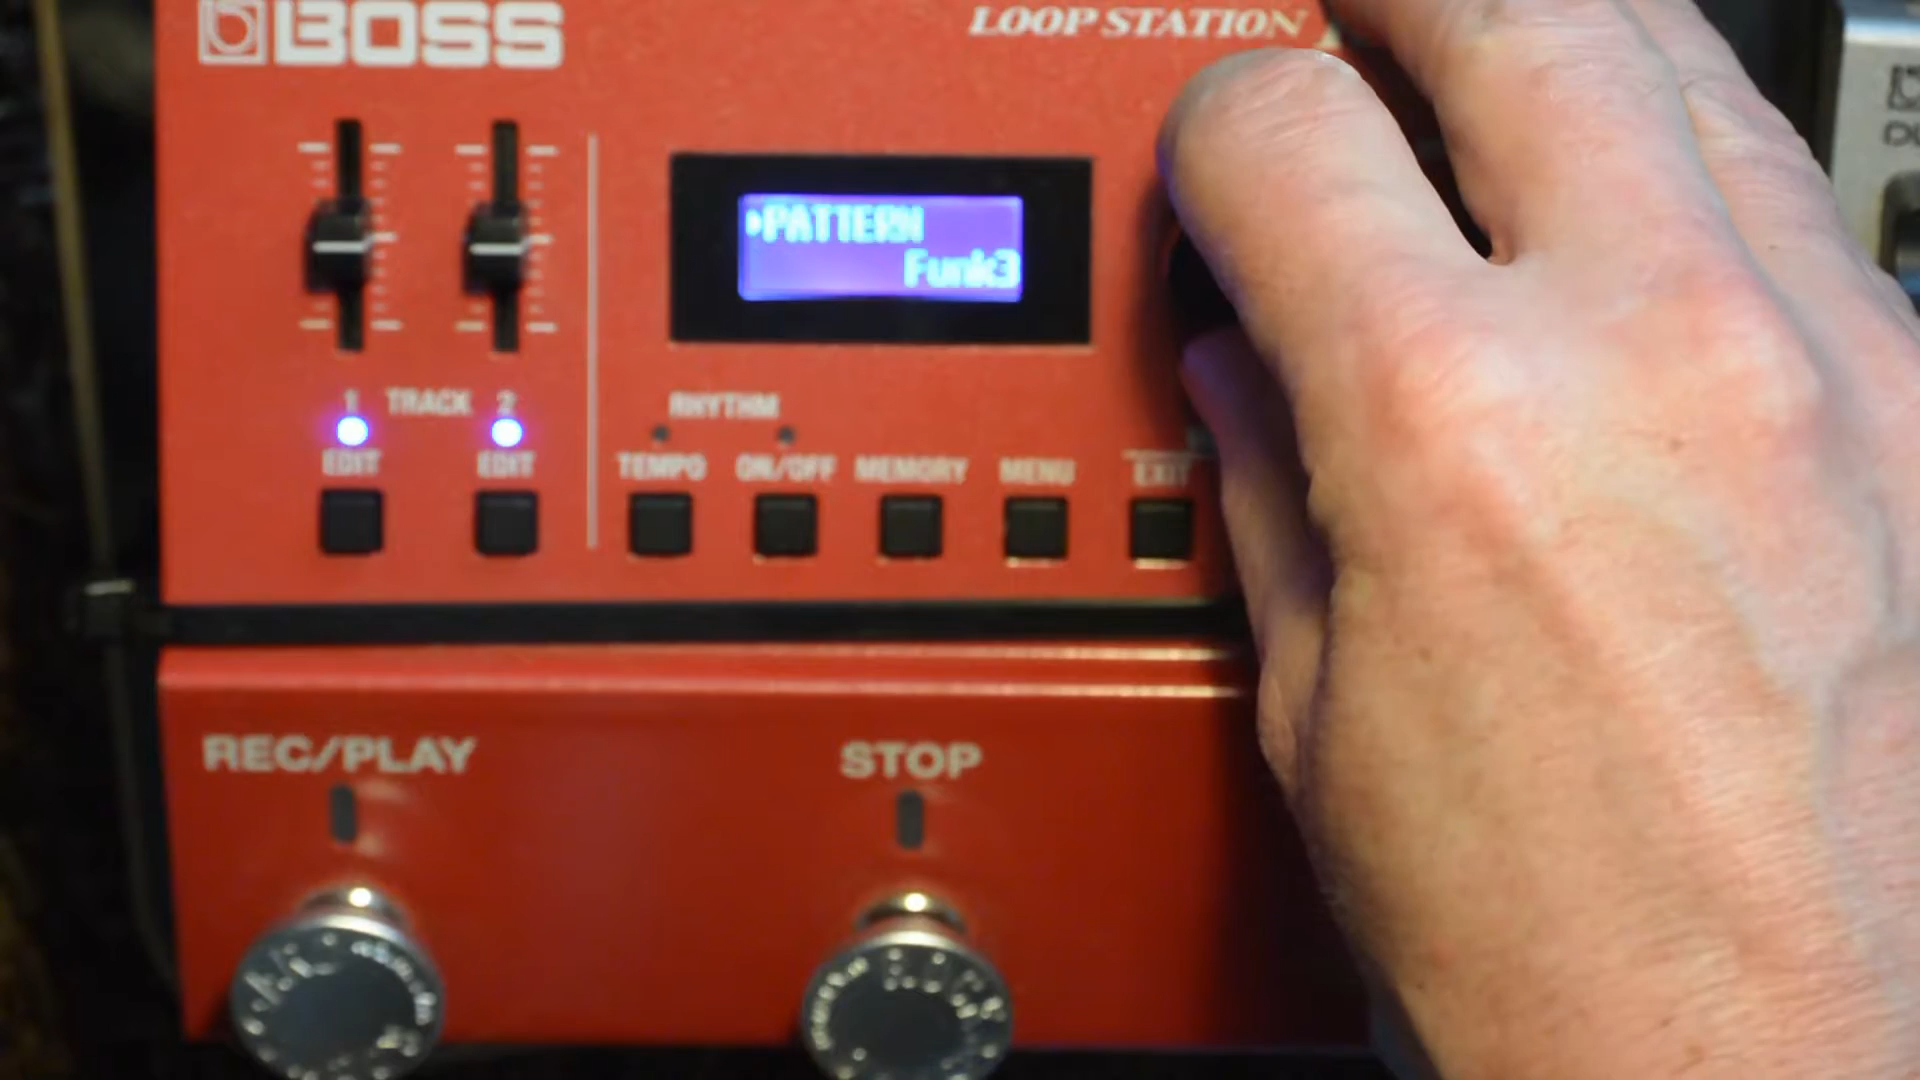 BOSS
LOOP STATION
PATTERN
Funk3
1 TRACK 2
RHYTHM
EDIT EDIT TEMPO ON/OFF MEMORY MENU EXIT
REC/PLAY STOP